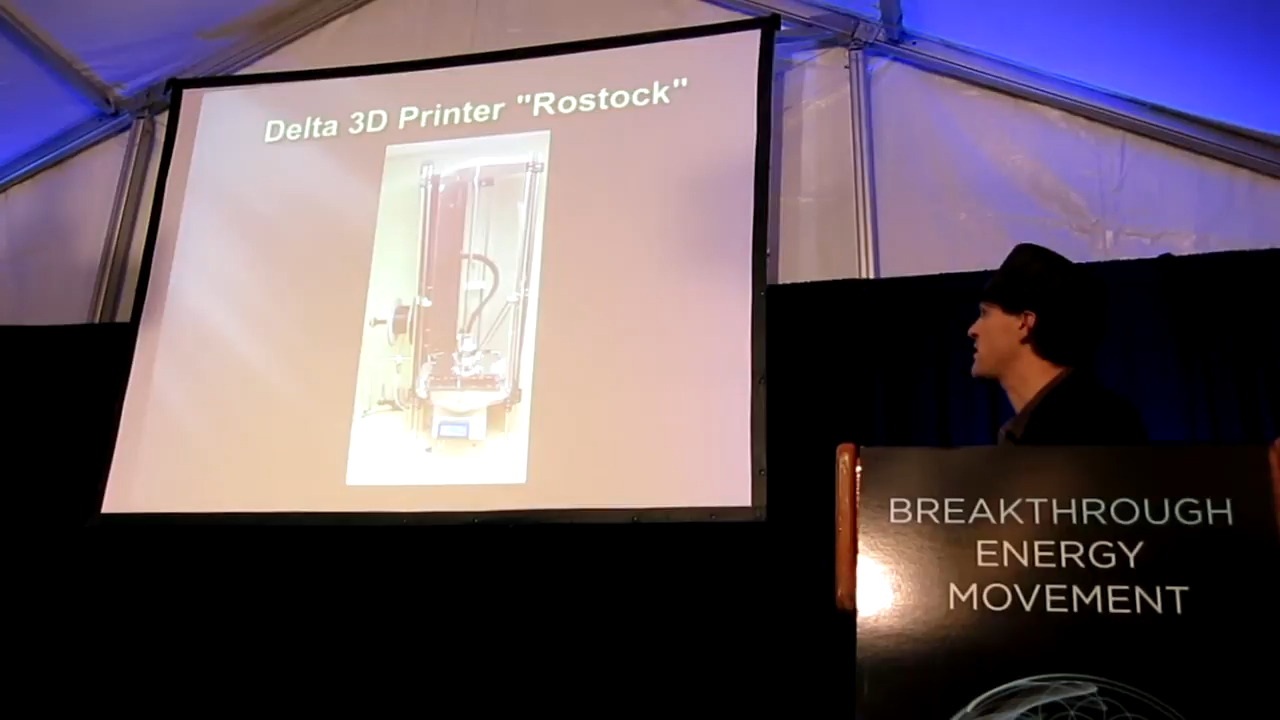 Delta 3D Printer "Rostock"
BREAKTHROUGH
ENERGY
MOVEMENT